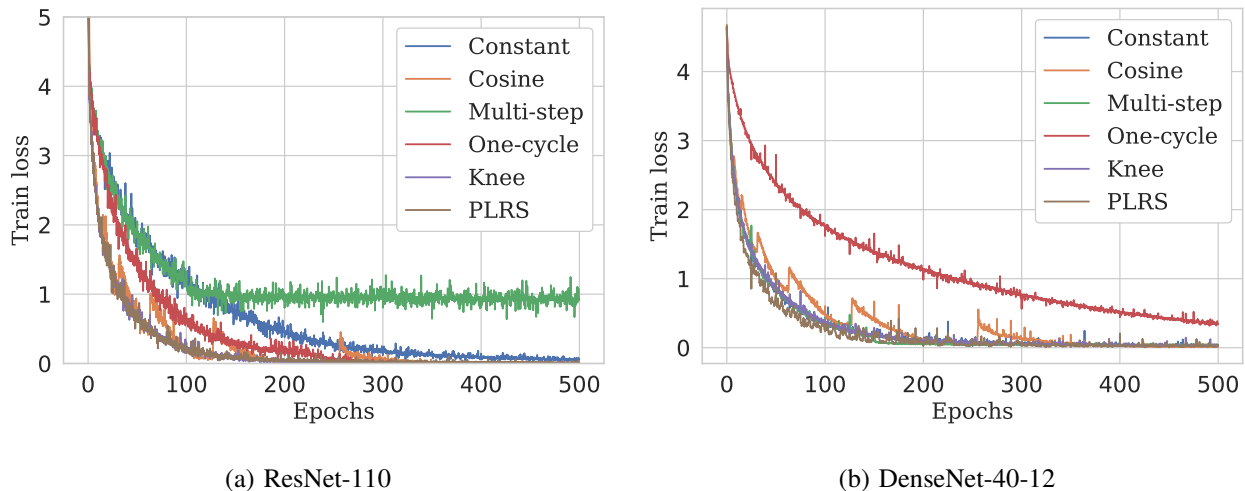 5
4
3
2
1
0
Train loss
Constant
Cosine
Multi-step
One-cycle
Knee
PLRS
0 100 200 300 400 500
Epochs
(a) ResNet-110
4
3
2
1
0
Train loss
Constant
Cosine
Multi-step
One-cycle
Knee
PLRS
0 100 200 300 400 500
Epochs
(b) DenseNet-40-12